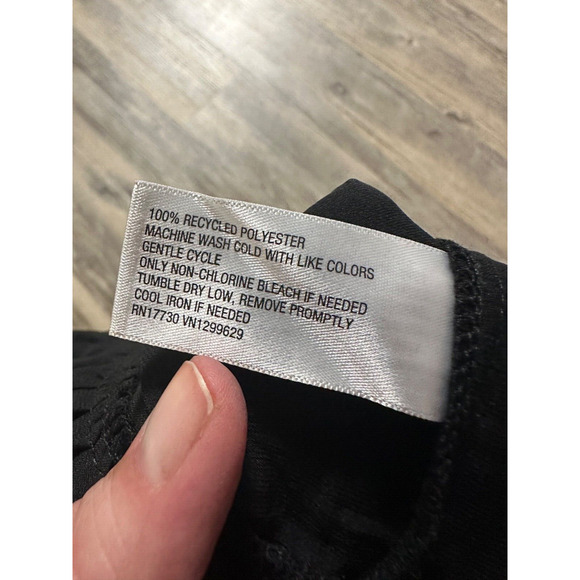 100% RECYCLED POLYESTER
MACHINE WASH COLD WITH LIKE COLORS
GENTLE CYCLE
ONLY NON-CHLORINE BLEACH IF NEEDED
TUMBLE DRY LOW, REMOVE PROMPTLY
COOL IRON IF NEEDED
RN17730 VN1299629